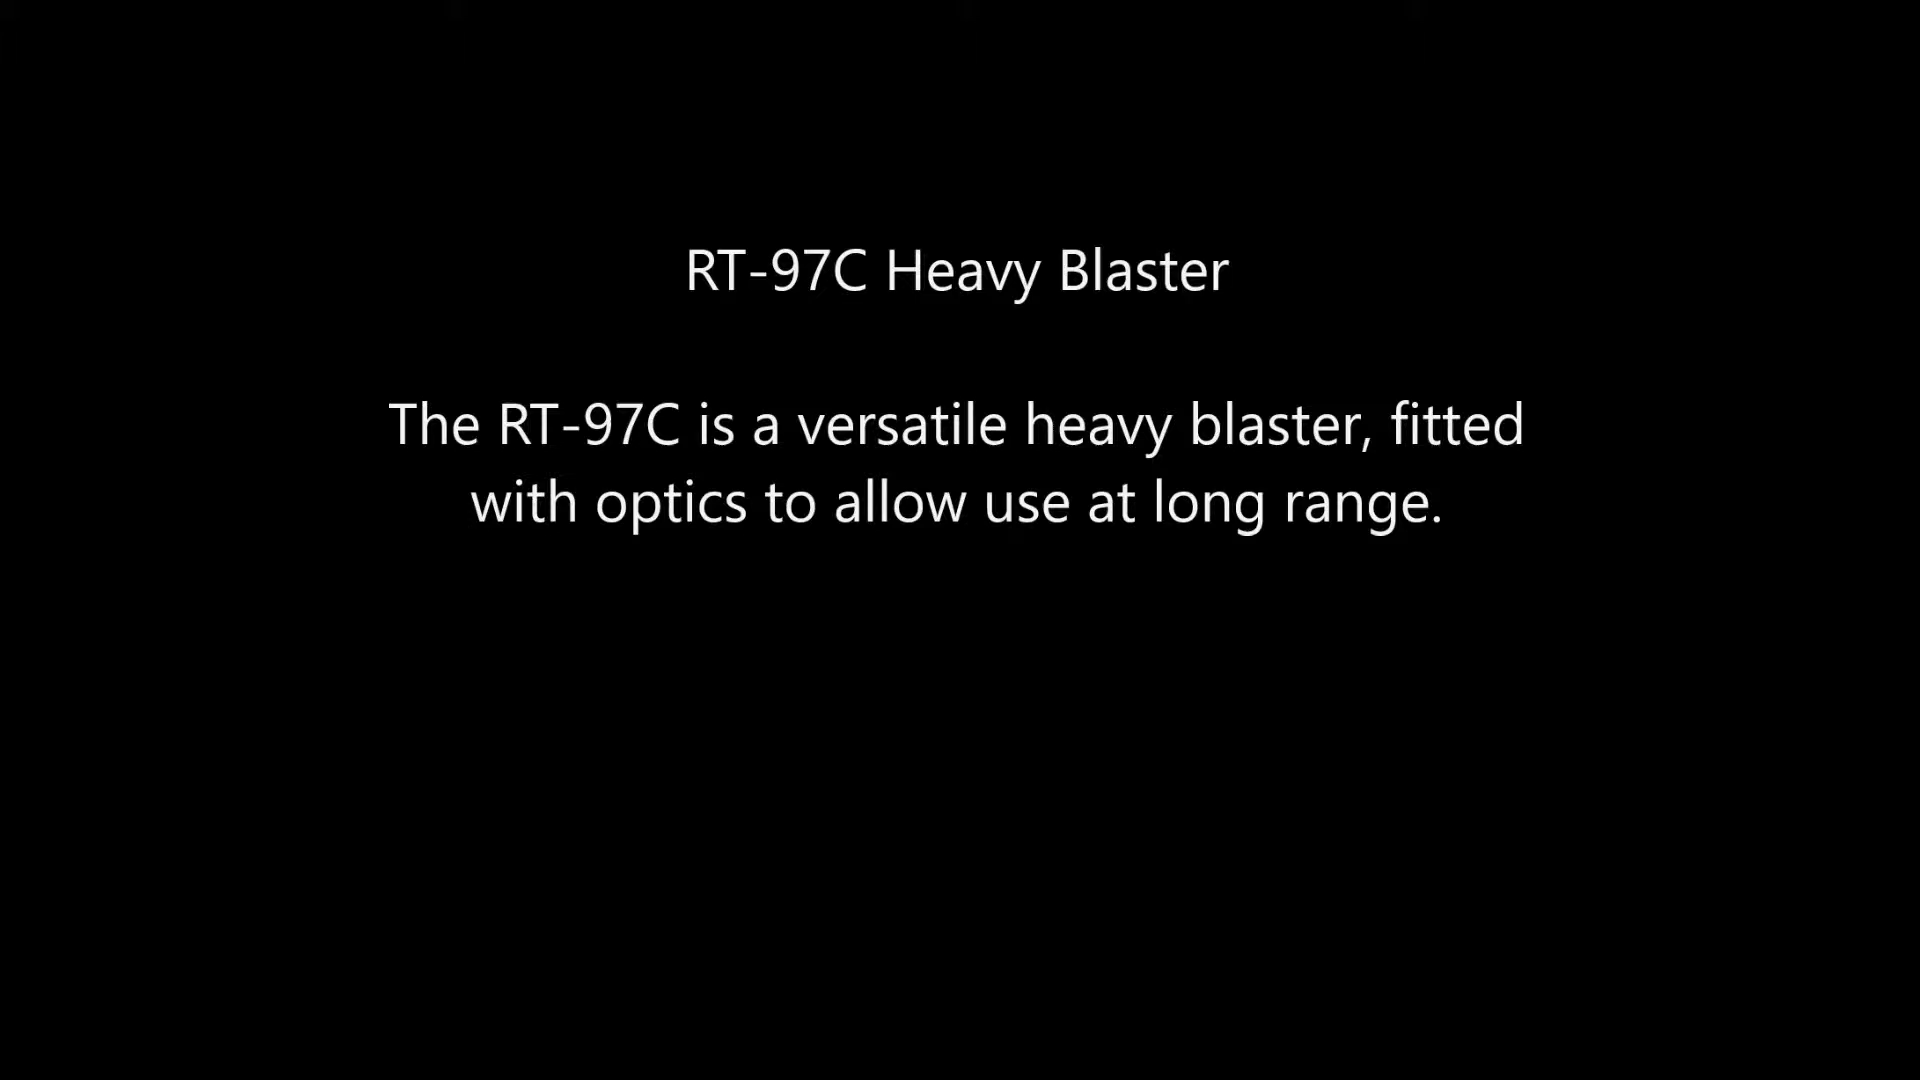 RT-97C Heavy Blaster
The RT-97C is a versatile heavy blaster, fitted
with optics to allow use at long range.